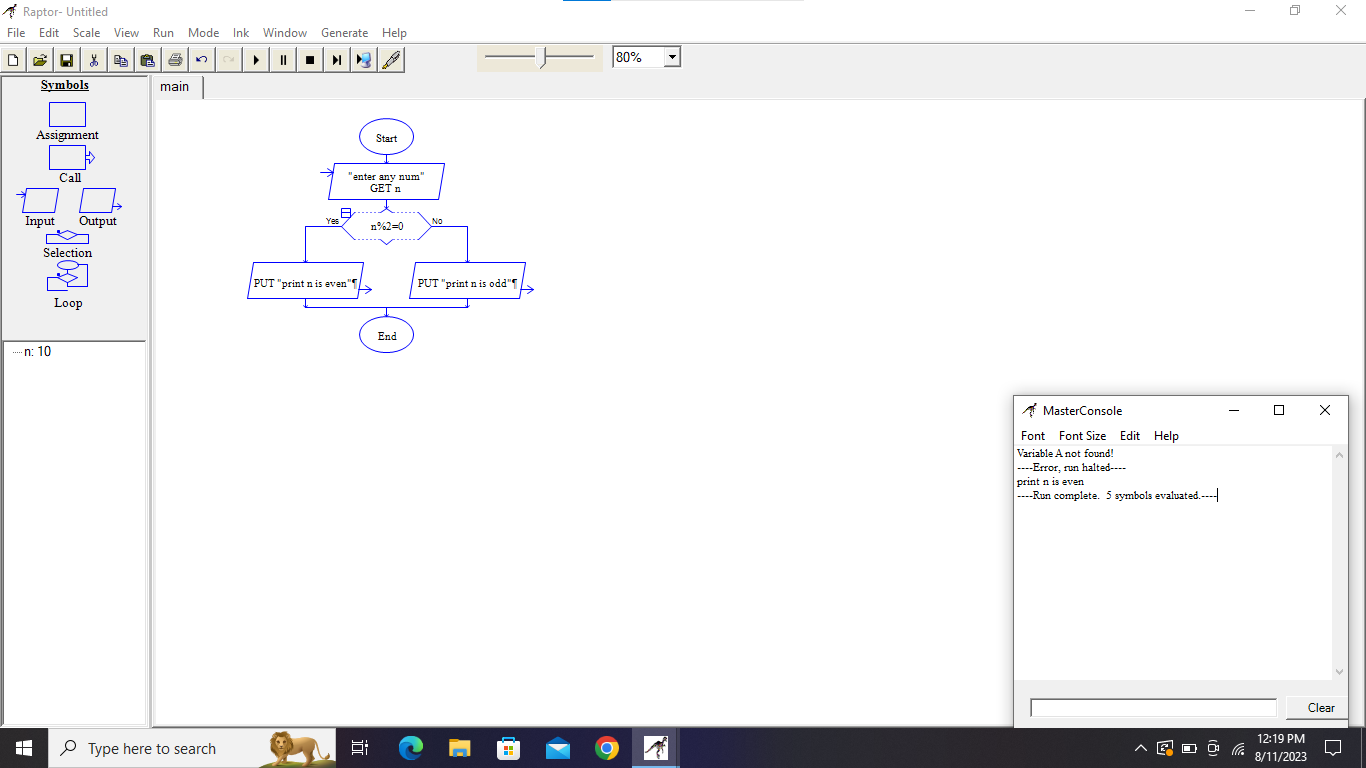 Raptor- Untitled
File Edit Scale View Run Mode Ink Window Generate Help
80%
Symbols
Assignment
Call
Input Output
Selection
Loop
n: 10
main
Start
"enter any num"
GET n
Yes n%2=0 No
PUT "print n is even"¶ PUT "print n is odd"¶
End
MasterConsole
Font Font Size Edit Help
Variable A not found!
----Error, run halted----
print n is even
----Run complete. 5 symbols evaluated.----
Clear
Type here to search
12:19 PM
8/11/2023